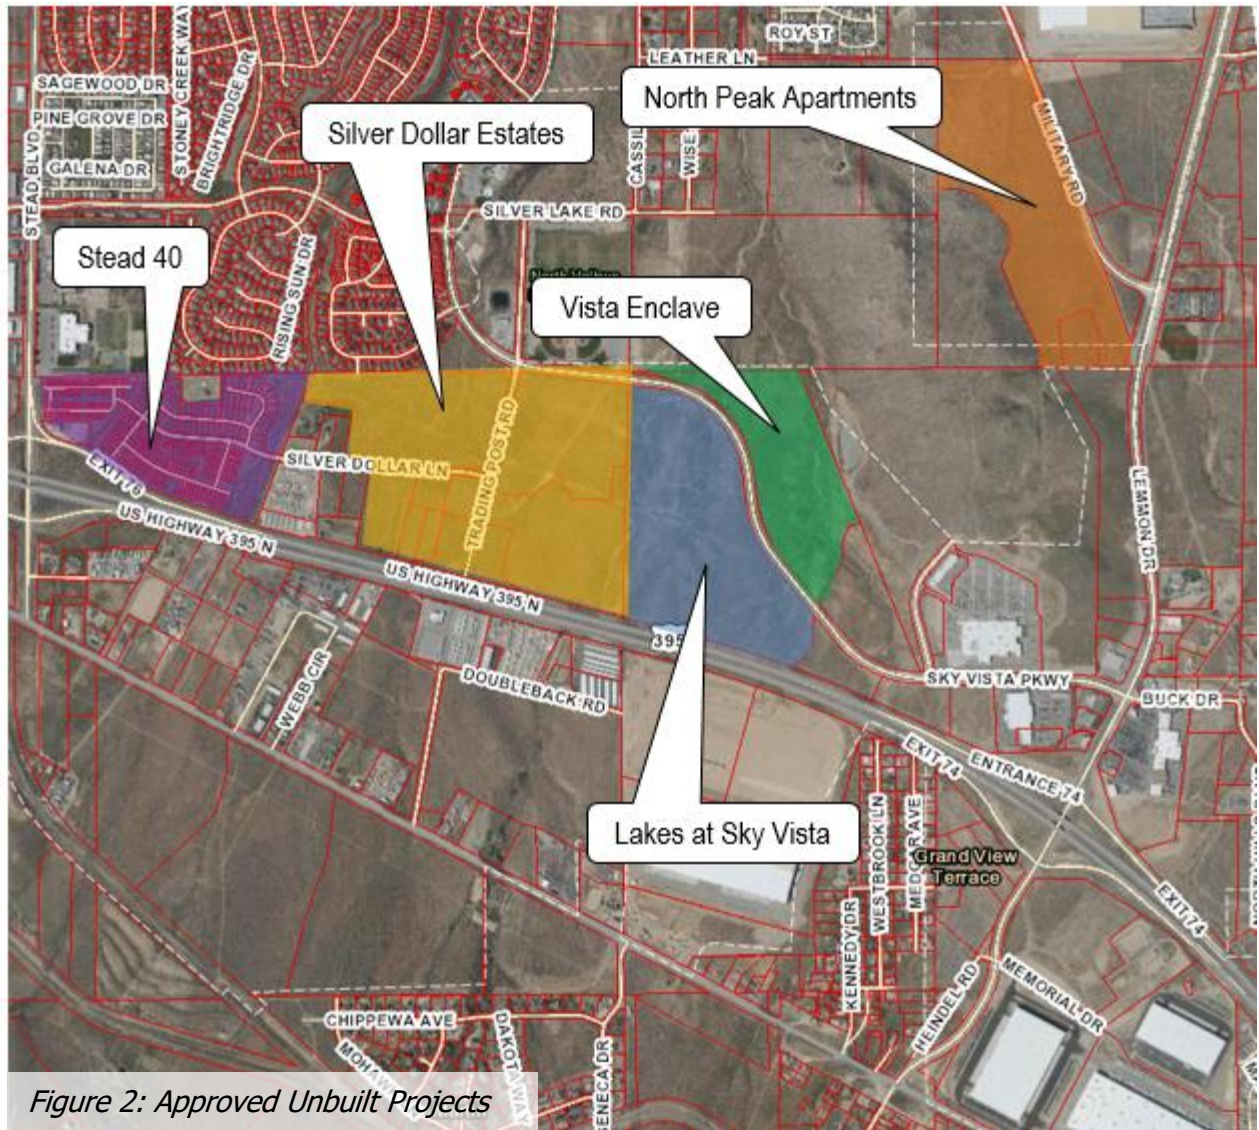 ROY ST
LEATHER LN
SAGEWOOD DR
STONEY CREEK WAY
BRIGHTRIDGE DR
North Peak Apartments
PINE GROVE DR
Silver Dollar Estates
MILITARY RD
GALENA DR
STEAD BLVD
WISE
SILVER LAKE RD
Stead 40
RISING SUN DR
Vista Enclave
TRADING POST RD
SILVER DOLLAR LN
EXIT 76
US HIGHWAY 395 N
LEMMON DR
US HIGHWAY 395 N
395
WEBB CIR
DOUBLEBACK RD
SKY VISTA PKWY
BUCK DR
EXIT 74
ENTRANCE 74
Lakes at Sky Vista
WESTBROOK LN
Grand View
Terrace
EXIT 74
KENNEDY DR
HEINDEL RD
MEMORIAL DR
CHIPPEWA AVE
DAKOTA WAY
SENECA DR
Figure 2: Approved Unbuilt Projects